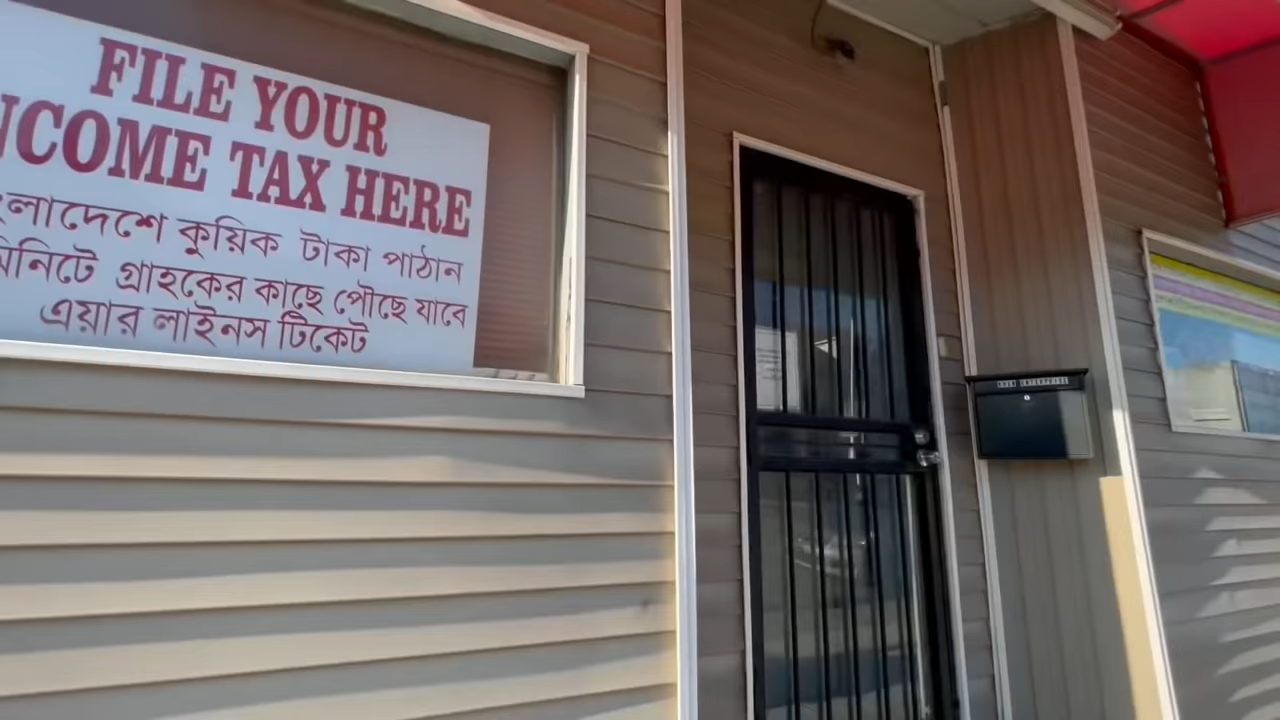 FILE YOUR
NCOME TAX HERE
ংলাদেশে কুয়িক টাকা পাঠান
মিনিটে গ্রাহকের কাছে পৌছে যাবে
এয়ার লাইনস টিকেট